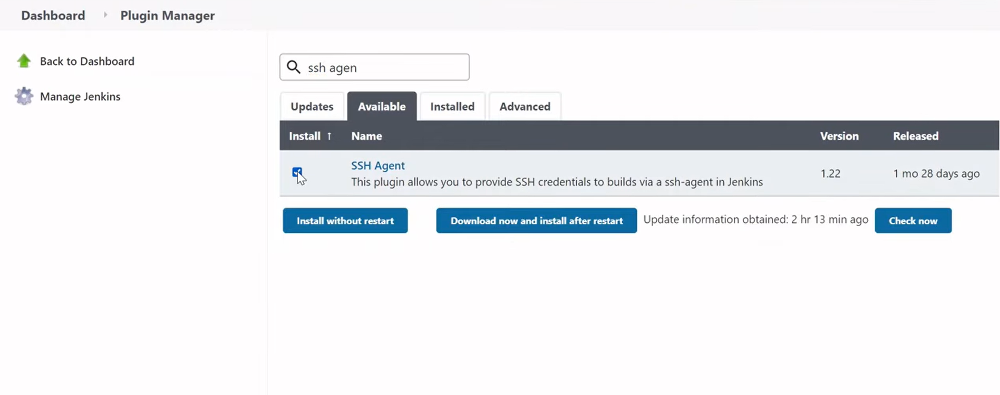 Dashboard Plugin Manager
Back to Dashboard
Manage Jenkins
ssh agen
Updates Available Installed Advanced
Install ↑ Name Version Released
SSH Agent
This plugin allows you to provide SSH credentials to builds via a ssh-agent in Jenkins
1.22 1 mo 28 days ago
Install without restart Download now and install after restart Update information obtained: 2 hr 13 min ago Check now